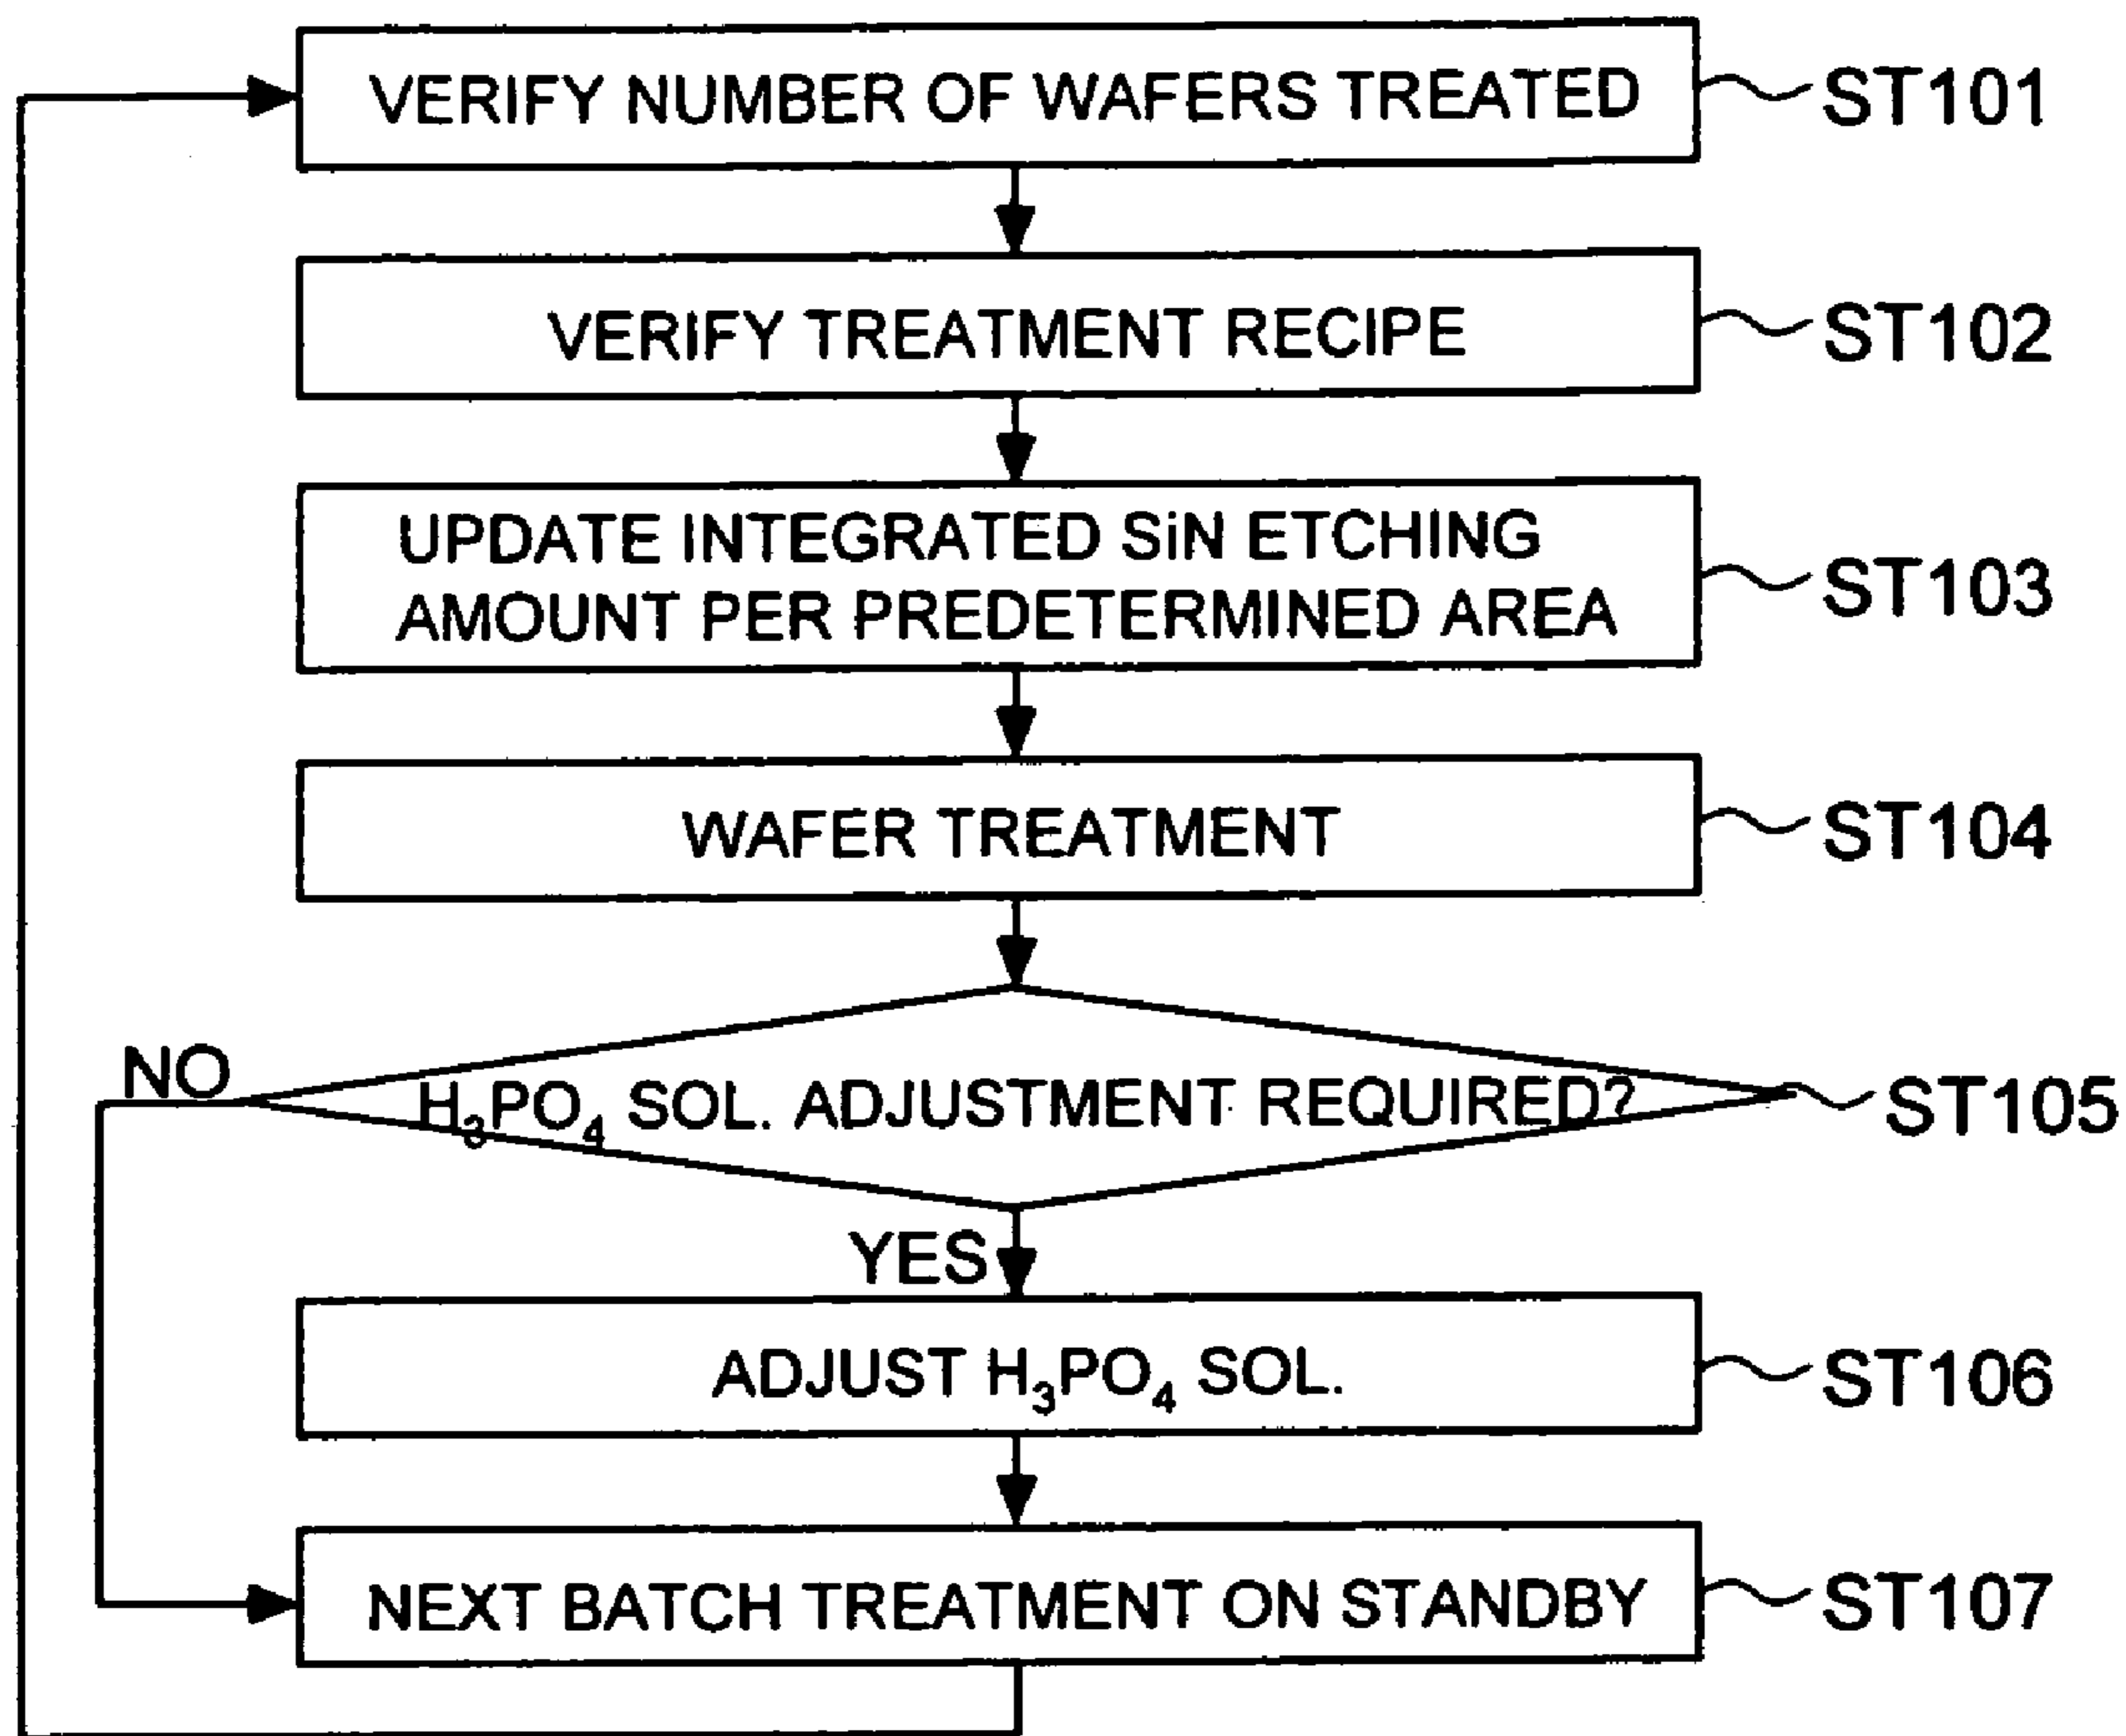 VERIFY NUMBER OF WAFERS TREATED
ST101
VERIFY TREATMENT RECIPE
ST102
UPDATE INTEGRATED SiN ETCHING
AMOUNT PER PREDETERMINED AREA
ST103
WAFER TREATMENT
ST104
NO
H₃PO₄ SOL. ADJUSTMENT REQUIRED?
ST105
YES
ADJUST H₃PO₄ SOL.
ST106
NEXT BATCH TREATMENT ON STANDBY
ST107